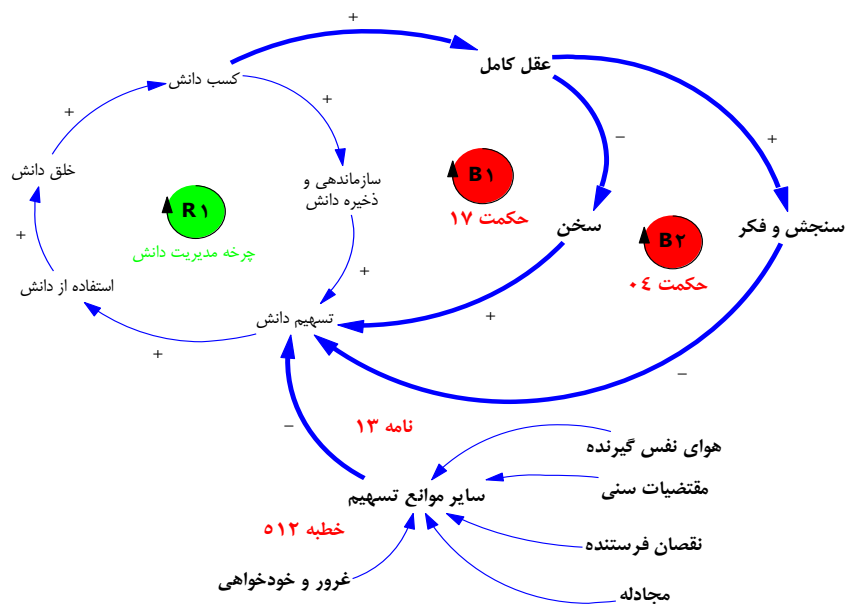 +
عقل کامل
کسب دانش
+
+
−
+
خلق دانش
سازماندهی و
ذخیره دانش
B۱
حکمت ۱۷
R۱
چرخه مدیریت دانش
سخن
سنجش و فکر
B۲
حکمت ۰٤
+
+
استفاده از دانش
تسهیم دانش
+
+
−
نامه ۱۳
−
هوای نفس گیرنده
مقتضیات سنی
سایر موانع تسهیم
خطبه ٥۱۲
نقصان فرستنده
غرور و خودخواهی
مجادله